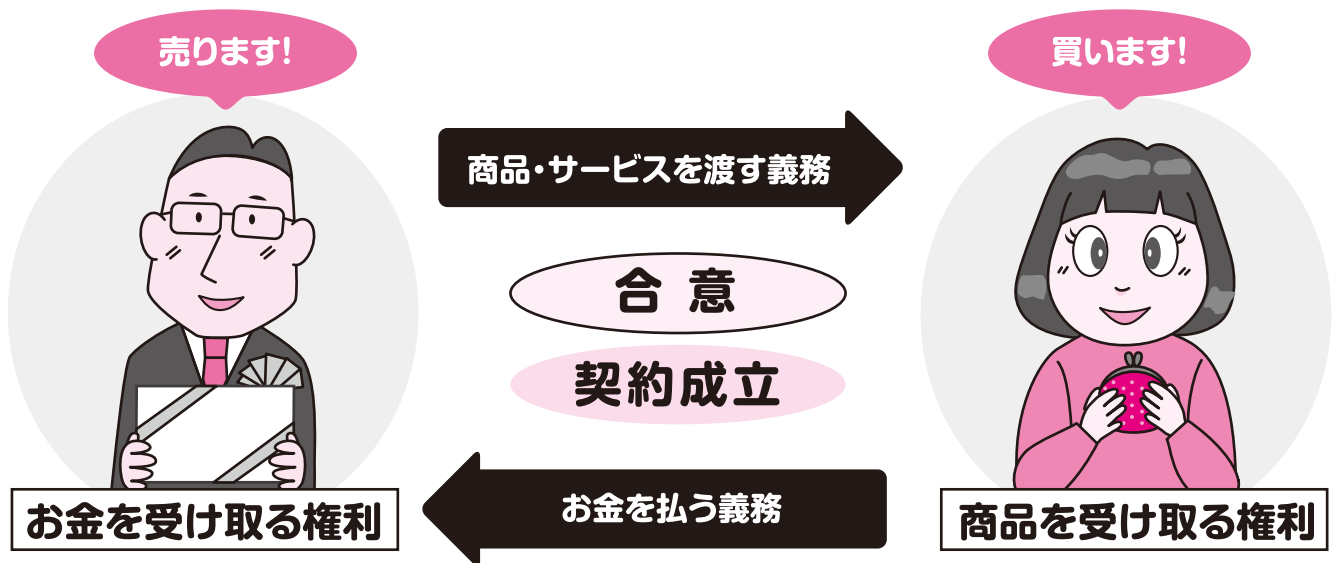 売ります!
買います!
商品・サービスを渡す義務
合意
契約成立
お金を払う義務
お金を受け取る権利
商品を受け取る権利